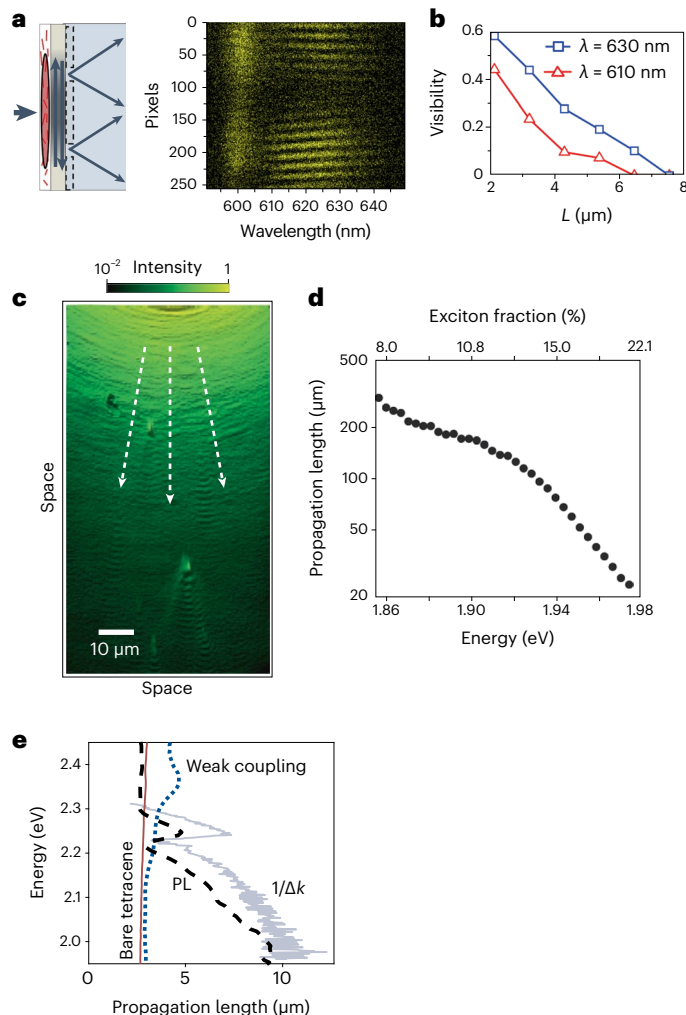 a
Pixels
0
50
100
150
200
250
600 610 620 630 640
Wavelength (nm)
b
Visibility
0.6
0.4
0.2
0
2 4 6 8
L (μm)
λ = 630 nm
λ = 610 nm
c
10⁻² Intensity 1
Space
10 μm
Space
d
Exciton fraction (%)
8.0 10.8 15.0 22.1
Propagation length (μm)
500
200
100
50
20
1.86 1.90 1.94 1.98
Energy (eV)
e
Energy (eV)
2.4
2.3
2.2
2.1
2.0
Weak coupling
Bare tetracene
PL
1/Δk
0 5 10
Propagation length (μm)